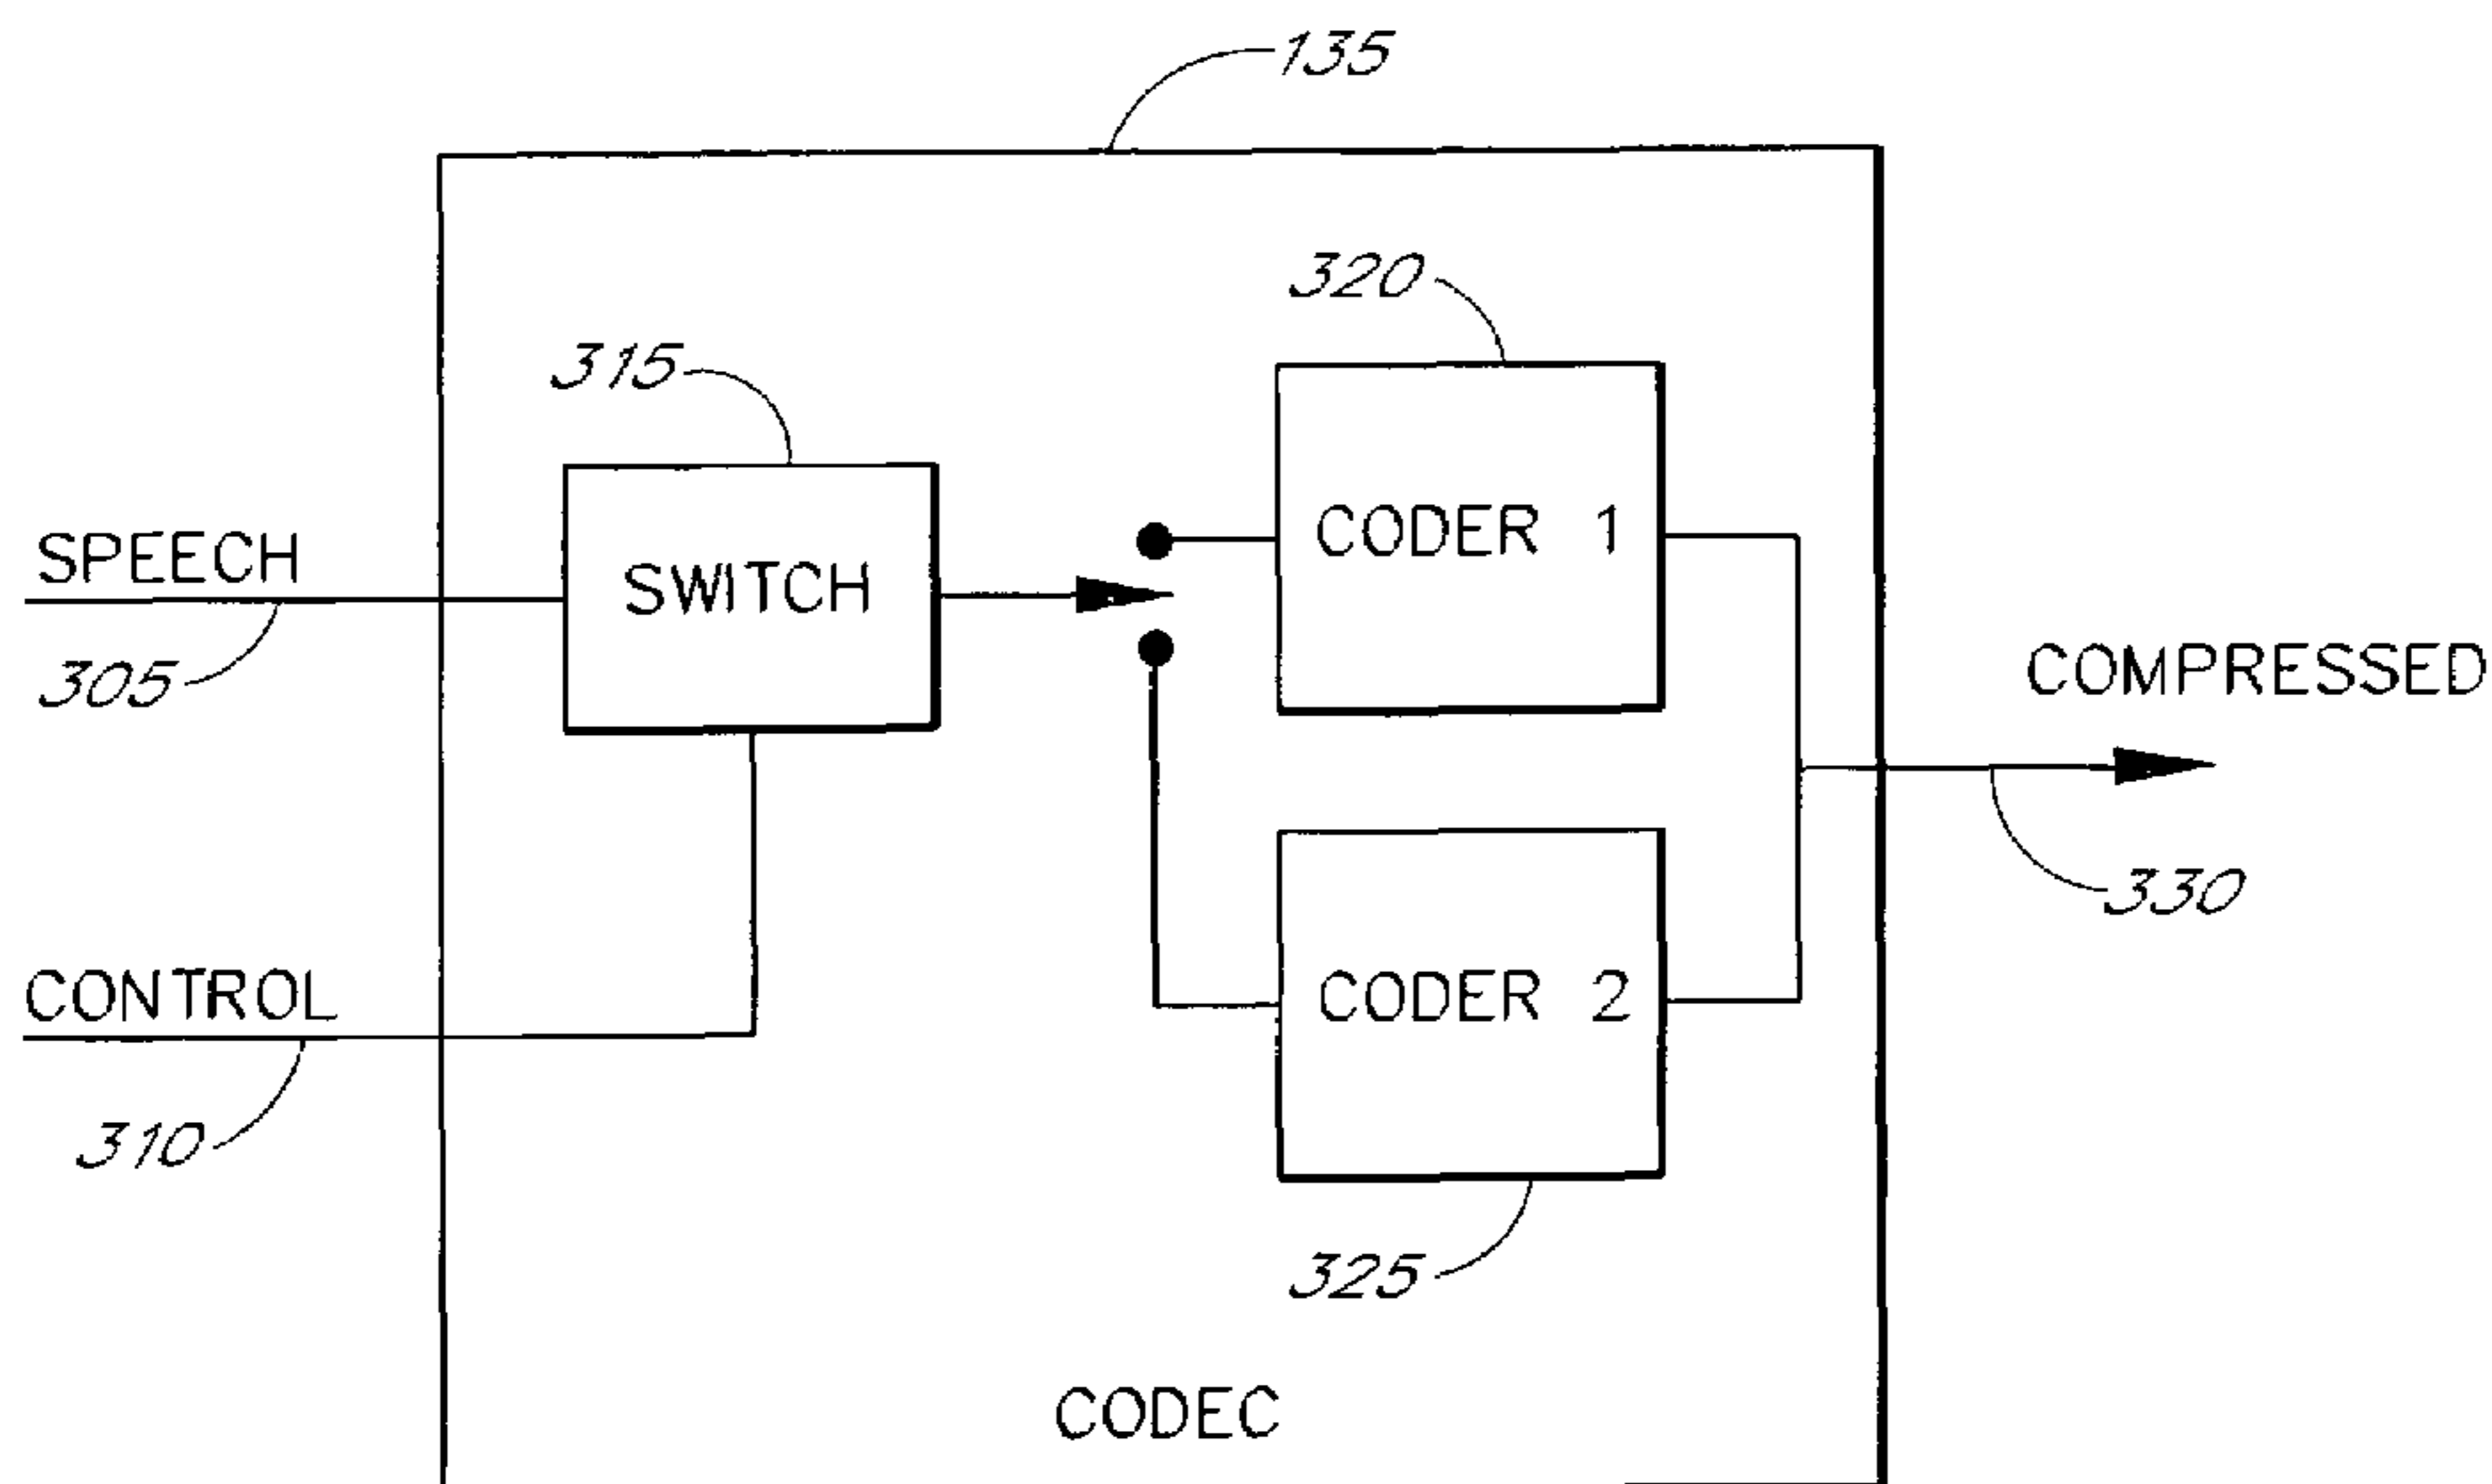 135
320
315
CODER 1
SPEECH
SWITCH
305
COMPRESSED
330
CONTROL
CODER 2
310
325
CODEC